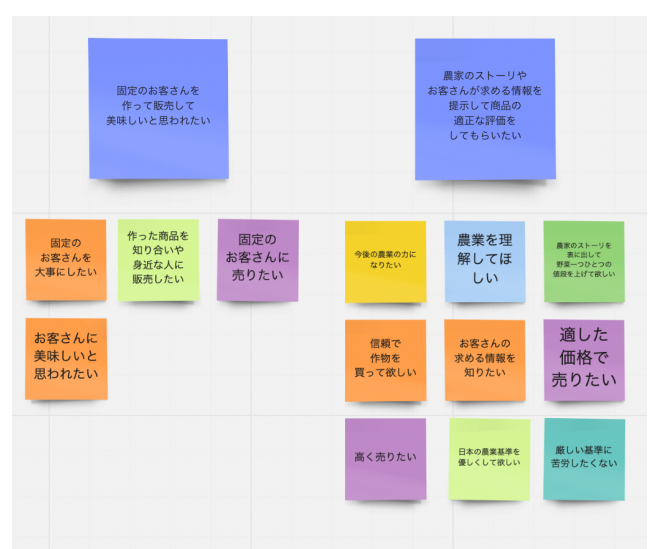 固定のお客さんを
作って販売して
美味しいと思われたい
農家のストーリや
お客さんが求める情報を
提示して商品の
適正な評価を
してもらいたい
固定の
お客さんを
大事にしたい
作った商品を
知り合いや
身近な人に
販売したい
固定の
お客さんに
売りたい
今後の農業の力に
なりたい
農業を理
解してほ
しい
農家のストーリを
表に出して
野菜一つひとつの
値段を上げて欲しい
お客さんに
美味しいと
思われたい
信頼で
作物を
買って欲しい
お客さんの
求める情報を
知りたい
適した
価格で
売りたい
高く売りたい
日本の農業基準を
優しくして欲しい
厳しい基準に
苦労したくない